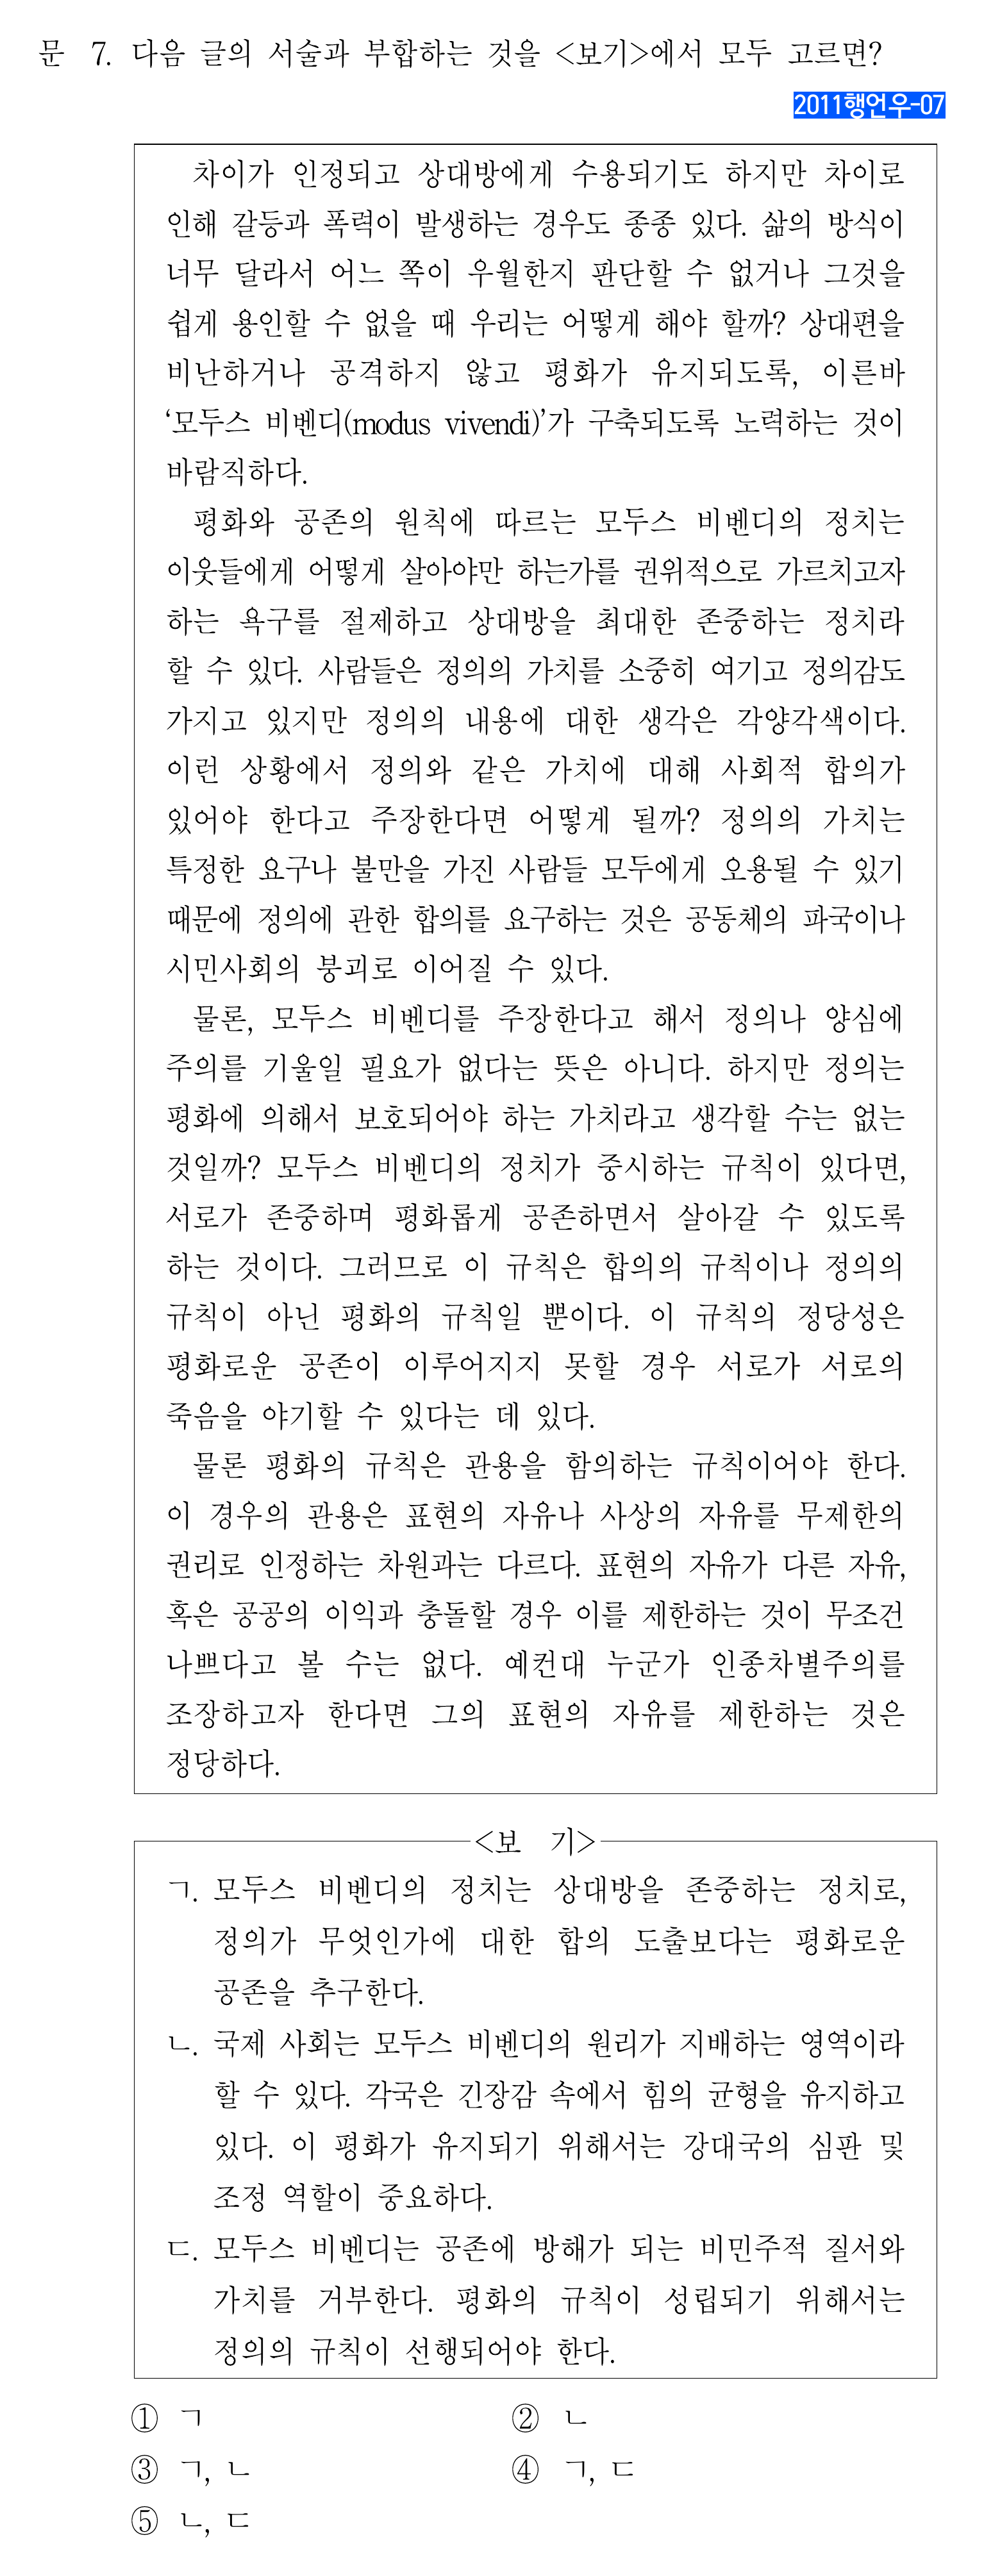 문 7. 다음 글의 서술과 부합하는 것을 <보기>에서 모두 고르면?
2011행언우-07
차이가 인정되고 상대방에게 수용되기도 하지만 차이로
인해 갈등과 폭력이 발생하는 경우도 종종 있다. 삶의 방식이
너무 달라서 어느 쪽이 우월한지 판단할 수 없거나 그것을
쉽게 용인할 수 없을 때 우리는 어떻게 해야 할까? 상대편을
비난하거나 공격하지 않고 평화가 유지되도록, 이른바
‘모두스 비벤디(modus vivendi)’가 구축되도록 노력하는 것이
바람직하다.
평화와 공존의 원칙에 따르는 모두스 비벤디의 정치는
이웃들에게 어떻게 살아야만 하는가를 권위적으로 가르치고자
하는 욕구를 절제하고 상대방을 최대한 존중하는 정치라
할 수 있다. 사람들은 정의의 가치를 소중히 여기고 정의감도
가지고 있지만 정의의 내용에 대한 생각은 각양각색이다.
이런 상황에서 정의와 같은 가치에 대해 사회적 합의가
있어야 한다고 주장한다면 어떻게 될까? 정의의 가치는
특정한 요구나 불만을 가진 사람들 모두에게 오용될 수 있기
때문에 정의에 관한 합의를 요구하는 것은 공동체의 파국이나
시민사회의 붕괴로 이어질 수 있다.
물론, 모두스 비벤디를 주장한다고 해서 정의나 양심에
주의를 기울일 필요가 없다는 뜻은 아니다. 하지만 정의는
평화에 의해서 보호되어야 하는 가치라고 생각할 수는 없는
것일까? 모두스 비벤디의 정치가 중시하는 규칙이 있다면,
서로가 존중하며 평화롭게 공존하면서 살아갈 수 있도록
하는 것이다. 그러므로 이 규칙은 합의의 규칙이나 정의의
규칙이 아닌 평화의 규칙일 뿐이다. 이 규칙의 정당성은
평화로운 공존이 이루어지지 못할 경우 서로가 서로의
죽음을 야기할 수 있다는 데 있다.
물론 평화의 규칙은 관용을 함의하는 규칙이어야 한다.
이 경우의 관용은 표현의 자유나 사상의 자유를 무제한의
권리로 인정하는 차원과는 다르다. 표현의 자유가 다른 자유,
혹은 공공의 이익과 충돌할 경우 이를 제한하는 것이 무조건
나쁘다고 볼 수는 없다. 예컨대 누군가 인종차별주의를
조장하고자 한다면 그의 표현의 자유를 제한하는 것은
정당하다.
<보 기>
ㄱ. 모두스 비벤디의 정치는 상대방을 존중하는 정치로,
정의가 무엇인가에 대한 합의 도출보다는 평화로운
공존을 추구한다.
ㄴ. 국제 사회는 모두스 비벤디의 원리가 지배하는 영역이라
할 수 있다. 각국은 긴장감 속에서 힘의 균형을 유지하고
있다. 이 평화가 유지되기 위해서는 강대국의 심판 및
조정 역할이 중요하다.
ㄷ. 모두스 비벤디는 공존에 방해가 되는 비민주적 질서와
가치를 거부한다. 평화의 규칙이 성립되기 위해서는
정의의 규칙이 선행되어야 한다.
① ㄱ ② ㄴ
③ ㄱ, ㄴ ④ ㄱ, ㄷ
⑤ ㄴ, ㄷ